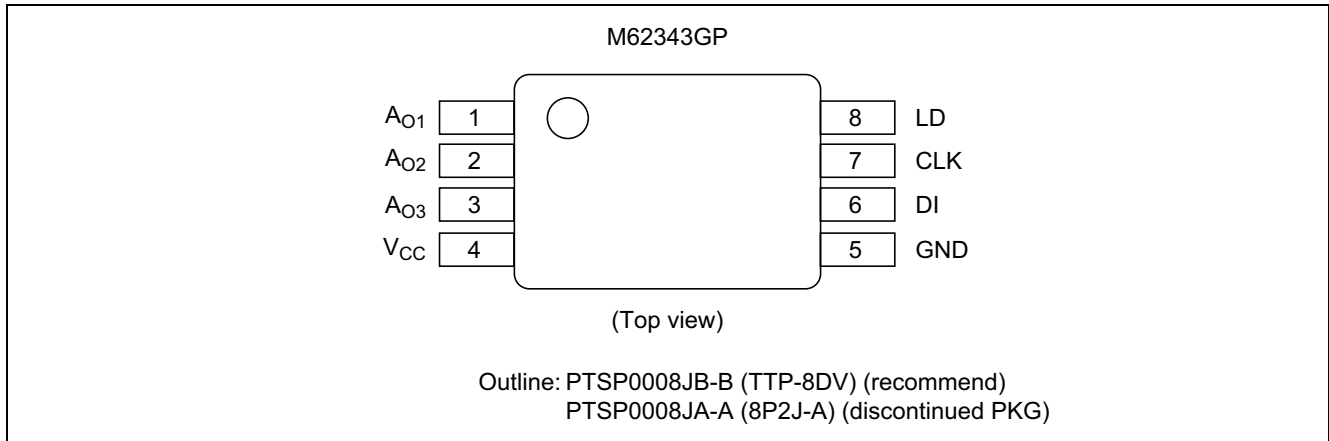 M62343GP
AO1 1 8 LD
AO2 2 7 CLK
AO3 3 6 DI
VCC 4 5 GND
(Top view)
Outline: PTSP0008JB-B (TTP-8DV) (recommend)
PTSP0008JA-A (8P2J-A) (discontinued PKG)